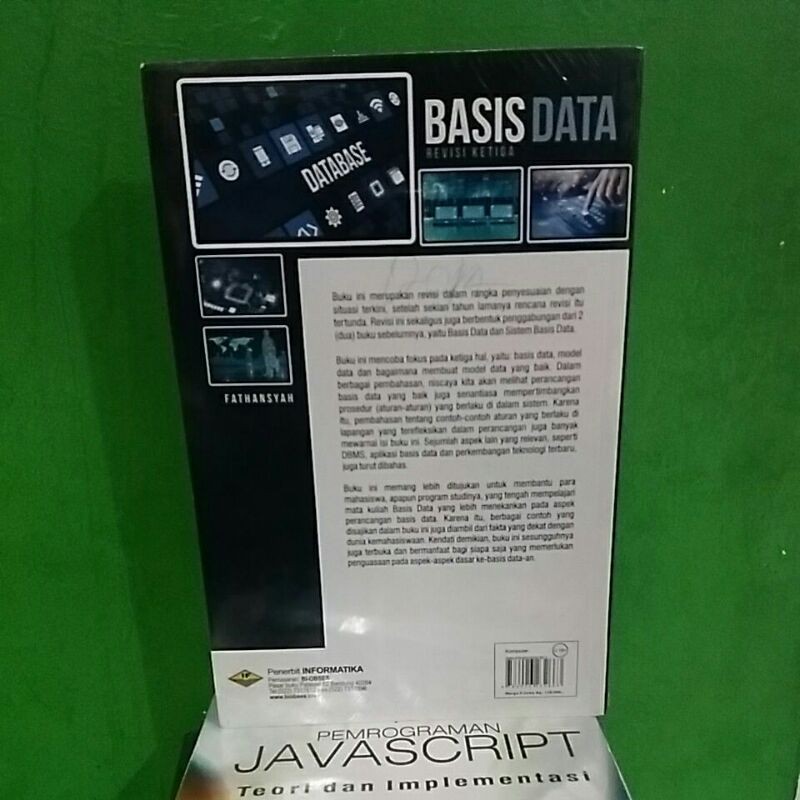 DATABASE
BASIS DATA
REVISI KETIGA
FATHANSYAH
Buku ini merupakan revisi dalam rangka penyesuaian dengan
situasi terkini, setelah sekian tahun lamanya rencana revisi itu
tertunda. Revisi ini sekaligus juga berbentuk penggabungan dari 2
(dua) buku sebelumnya, yaitu Basis Data dan Sistem Basis Data.
Buku ini mencoba fokus pada ketiga hal, yaitu: basis data, model
data dan bagaimana membuat model data yang baik. Dalam
berbagai pembahasan, niscaya kita akan melihat perancangan
basis data yang baik juga senantiasa mempertimbangkan
prosedur (aturan-aturan) yang berlaku di dalam sistem. Karena
itu, pembahasan tentang contoh-contoh aturan yang berlaku di
lapangan yang terefleksikan dalam perancangan juga banyak
mewarnai isi buku ini. Sejumlah aspek lain yang relevan, seperti
DBMS, aplikasi basis data dan perkembangan teknologi terbaru,
juga turut dibahas.
Buku ini memang lebih ditujukan untuk membantu para
mahasiswa, apapun program studinya, yang tengah mempelajari
mata kuliah Basis Data yang lebih menekankan pada aspek
perancangan basis data. Karena itu, berbagai contoh yang
disajikan dalam buku ini juga diambil dari fakta yang dekat dengan
dunia kemahasiswaan. Kendati demikian, buku ini sesungguhnya
juga terbuka dan bermanfaat bagi siapa saja yang memerlukan
penguasaan pada aspek-aspek dasar ke-basis data-an.
Penerbit INFORMATIKA
Pemasaran: BI-OBSES
Pasar buku Palasari 82 Bandung 40264
Komputer
PEMROGRAMAN
JAVASCRIPT
Teori dan Implementasi